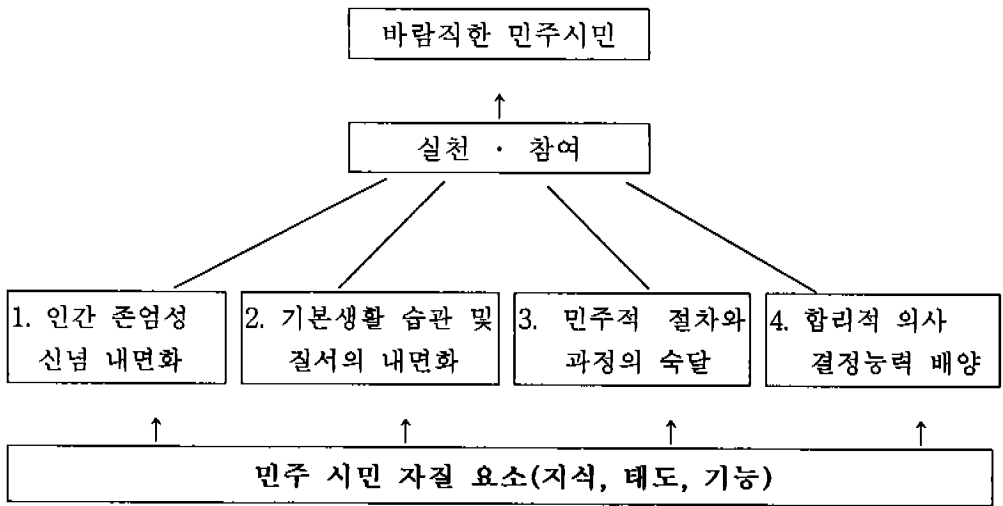 바람직한 민주시민
↑
실천 · 참여
1. 인간 존엄성
신념 내면화
2. 기본생활 습관 및
질서의 내면화
3. 민주적 절차와
과정의 숙달
4. 합리적 의사
결정능력 배양
↑ ↑ ↑ ↑
민주 시민 자질 요소(지식, 태도, 기능)